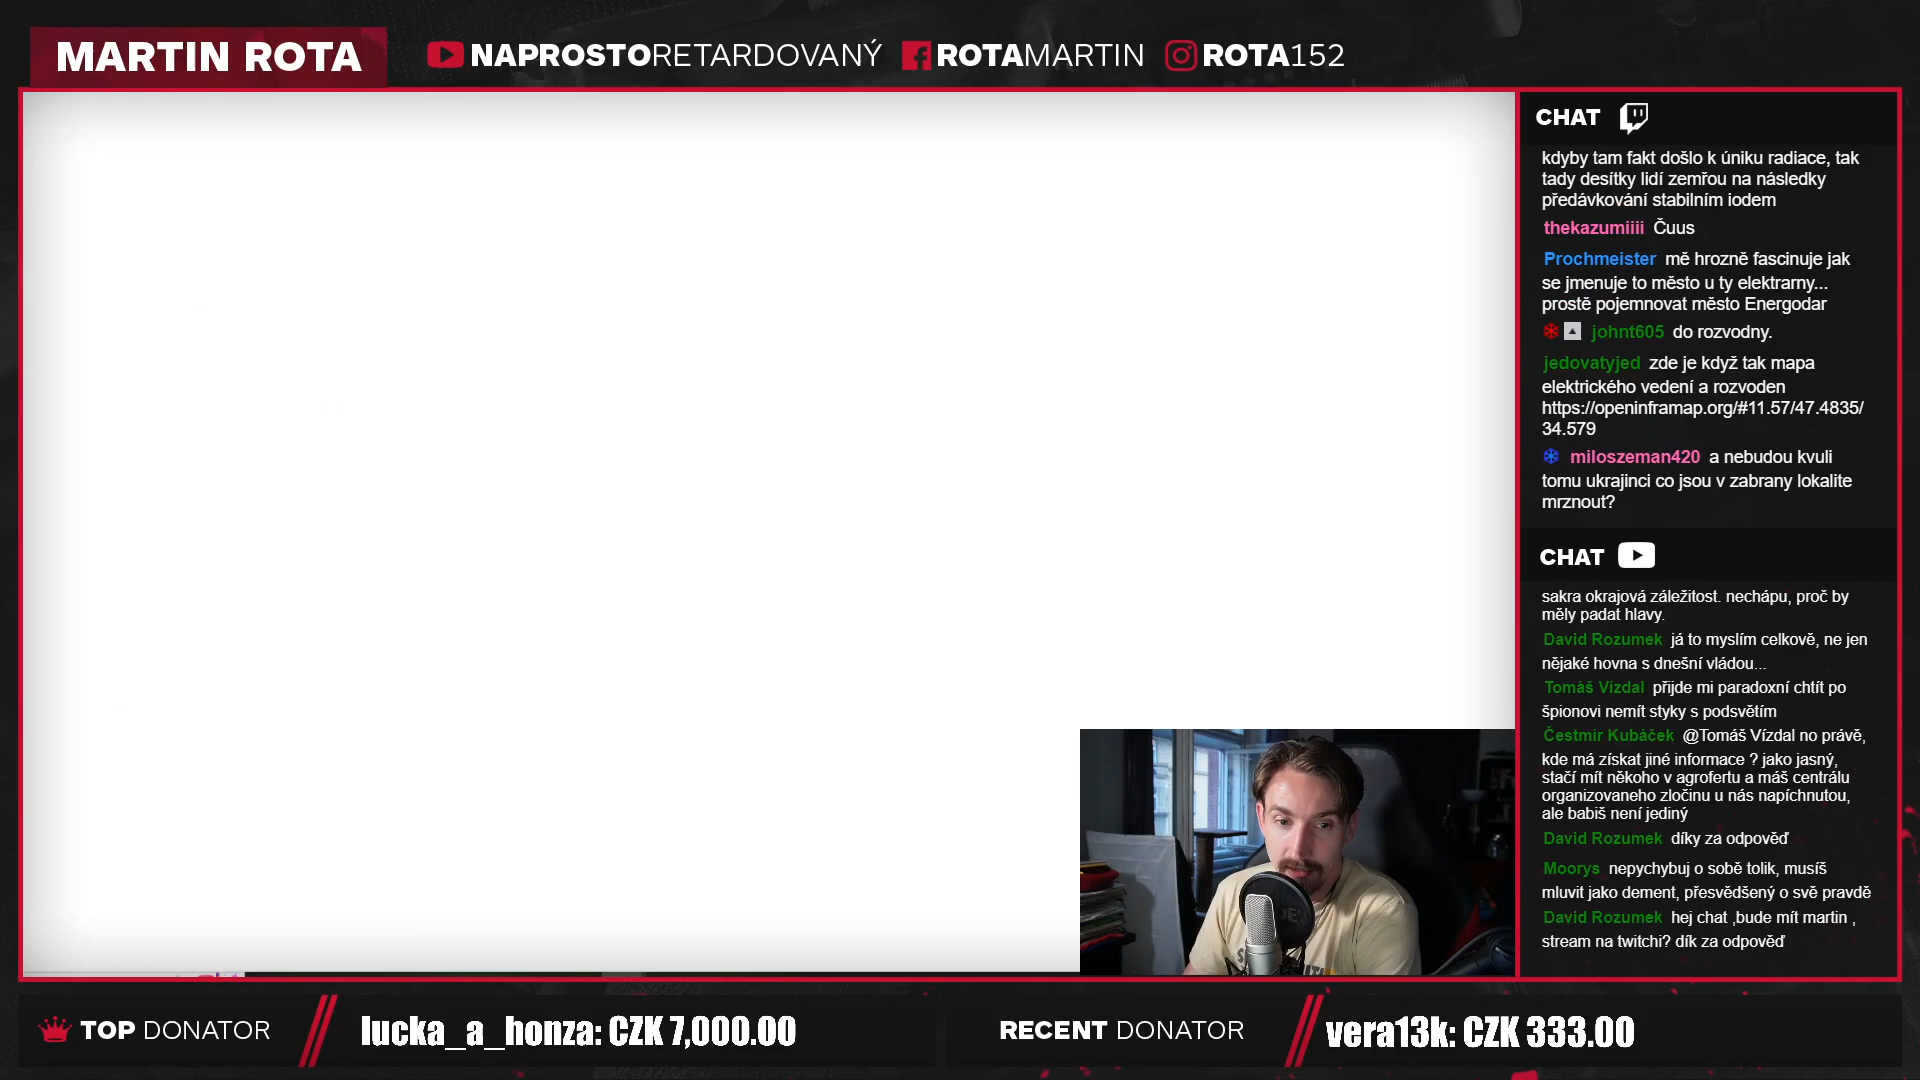 MARTIN ROTA
NAPROSTORETARDOVANÝ
ROTAMARTIN
ROTA152
CHAT
kdyby tam fakt došlo k úniku radiace, tak
tady desítky lidí zemřou na následky
předávkování stabilním iodem
thekazumiiii Čuus
Prochmeister mě hrozně fascinuje jak
se jmenuje to město u ty elektrarny...
prostě pojemnovat město Energodar
johnt605 do rozvodny.
jedovatyjed zde je když tak mapa
elektrického vedení a rozvoden
https://openinframap.org/#11.57/47.4835/
34.579
miloszeman420 a nebudou kvuli
tomu ukrajinci co jsou v zabrany lokalite
mrznout?
CHAT
sakra okrajová záležitost. nechápu, proč by
měly padat hlavy.
David Rozumek já to myslím celkově, ne jen
nějaké hovna s dnešní vládou...
Tomáš Vizdal přijde mi paradoxní chtít po
špionovi nemít styky s podsvětím
Čestmir Kubáček @Tomáš Vízdal no právě,
kde má získat jiné informace ? jako jasný,
stačí mít někoho v agrofertu a máš centrálu
organizovaneho zločinu u nás napíchnutou,
ale babiš není jediný
David Rozumek díky za odpověď
Moorys nepychybuj o sobě tolik, musíš
mluvit jako dement, přesvědšený o svě pravdě
David Rozumek hej chat ,bude mít martin ,
stream na twitchi? dík za odpověď
TOP DONATOR
lucka_a_honza: CZK 7,000.00
RECENT DONATOR
vera13k: CZK 333.00